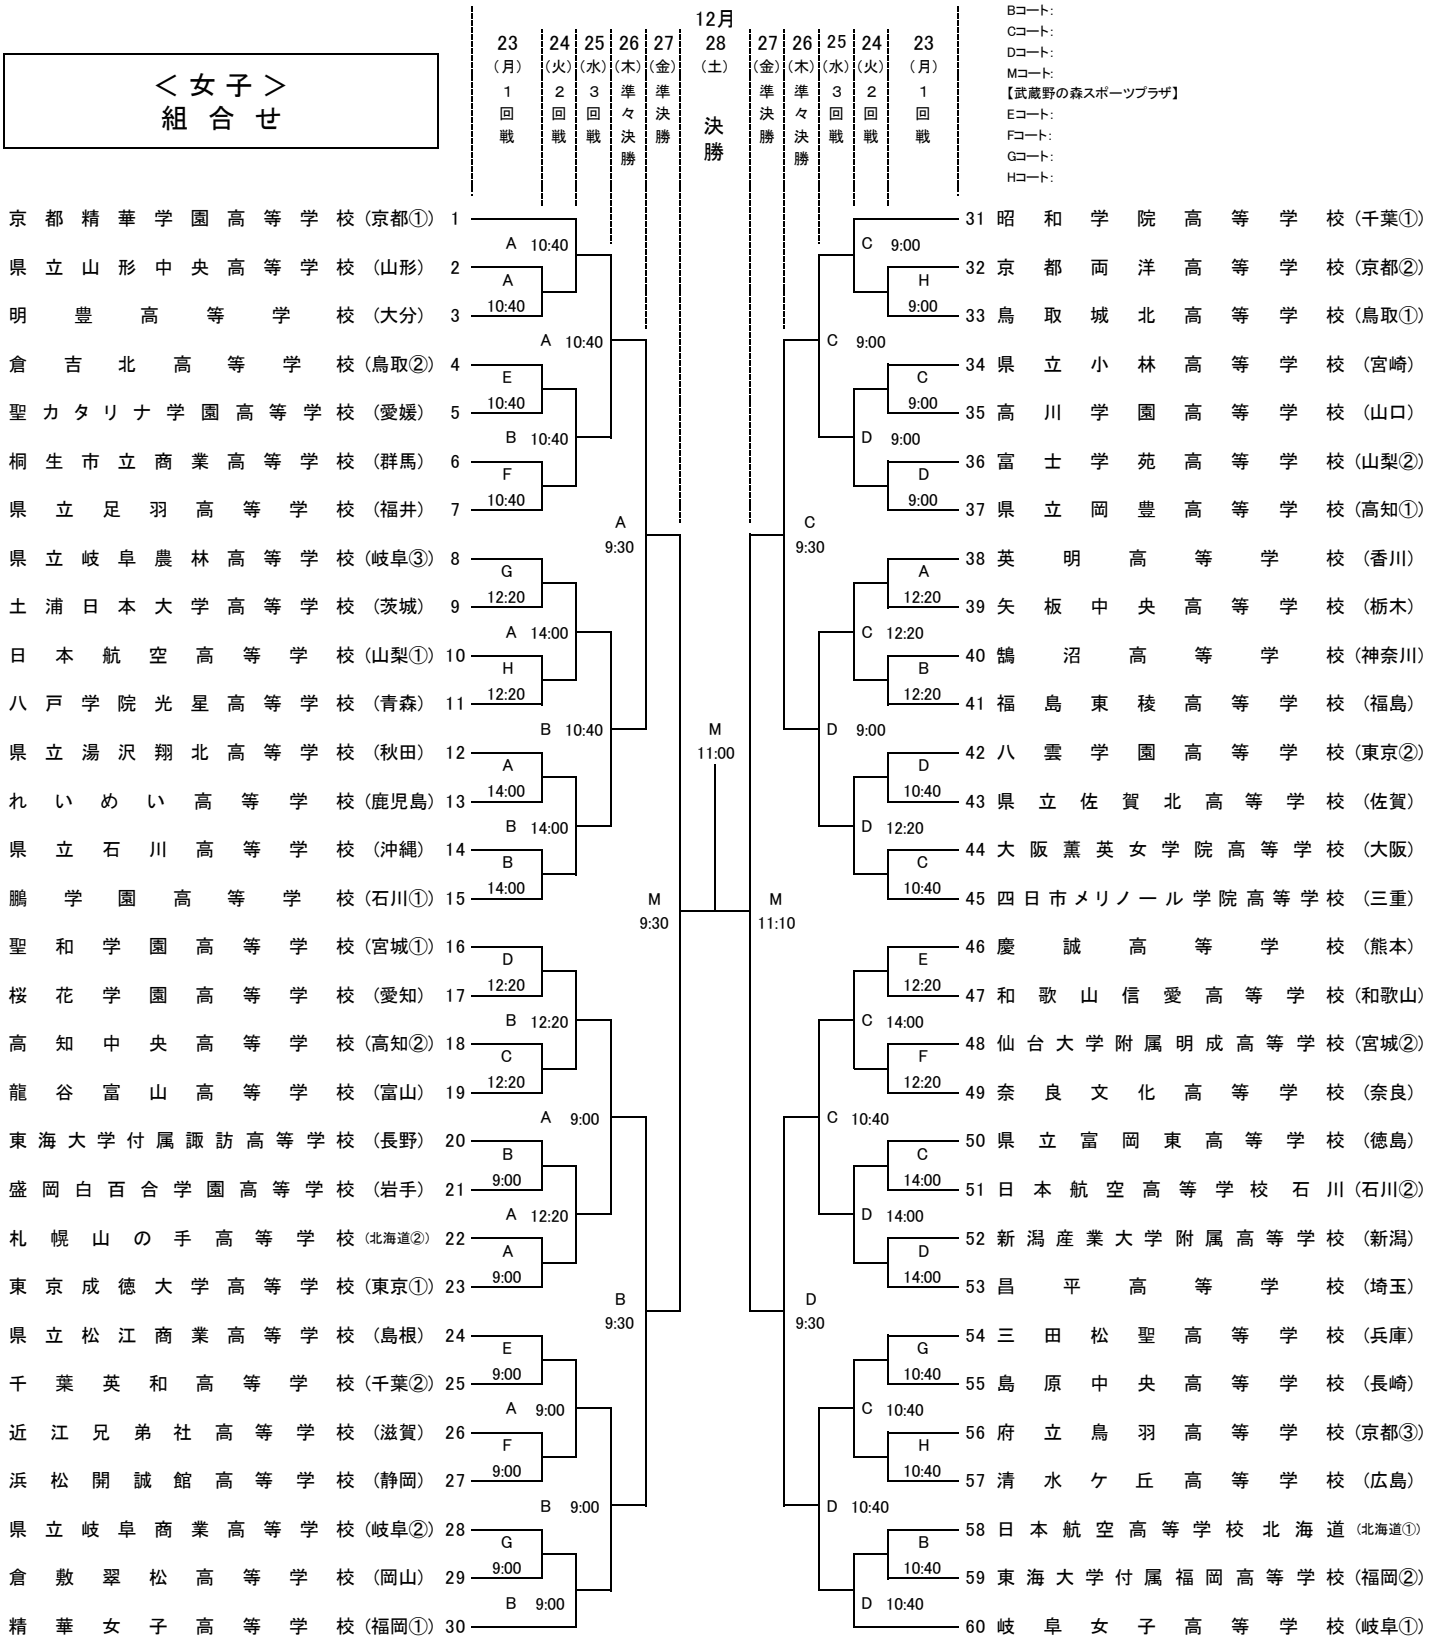 12月
23 24 25 26 27 28 27 26 25 24 23
（月） （火） （水） （木） （金） （土） （金） （木） （水） （火） （月）
1回戦 2回戦 3回戦 準々決勝 準決勝 決勝 準決勝 準々決勝 3回戦 2回戦 1回戦
＜女子＞
組合せ
Bコート：
Cコート：
Dコート：
Mコート：
【武蔵野の森スポーツプラザ】
Eコート：
Fコート：
Gコート：
Hコート：
京都精華学園高等学校（京都①） 1
A 10:40
県立山形中央高等学校（山形） 2
A
10:40
明豊高等学校（大分） 3
A 10:40
倉吉北高等学校（鳥取②） 4
E
10:40
聖カタリナ学園高等学校（愛媛） 5
B 10:40
桐生市立商業高等学校（群馬） 6
F
10:40
県立足羽高等学校（福井） 7
A
9:30
県立岐阜農林高等学校（岐阜③） 8
G
12:20
土浦日本大学高等学校（茨城） 9
A 14:00
日本航空高等学校（山梨①） 10
H
12:20
八戸学院光星高等学校（青森） 11
B 10:40
県立湯沢翔北高等学校（秋田） 12
A
14:00
れいめい高等学校（鹿児島） 13
B 14:00
県立石川高等学校（沖縄） 14
B
14:00
鵬学園高等学校（石川①） 15
M
9:30
聖和学園高等学校（宮城①） 16
D
12:20
桜花学園高等学校（愛知） 17
B 12:20
高知中央高等学校（高知②） 18
C
12:20
龍谷富山高等学校（富山） 19
A 9:00
東海大学付属諏訪高等学校（長野） 20
B
9:00
盛岡白百合学園高等学校（岩手） 21
A 12:20
札幌山の手高等学校（北海道②） 22
A
9:00
東京成徳大学高等学校（東京①） 23
B
9:30
県立松江商業高等学校（島根） 24
E
9:00
千葉英和高等学校（千葉②） 25
A 9:00
近江兄弟社高等学校（滋賀） 26
F
9:00
浜松開誠館高等学校（静岡） 27
B 9:00
県立岐阜商業高等学校（岐阜②） 28
G
9:00
倉敷翠松高等学校（岡山） 29
B 9:00
精華女子高等学校（福岡①） 30
M
11:00
31 昭和学院高等学校（千葉①）
C 9:00
32 京都両洋高等学校（京都②）
H
9:00
33 鳥取城北高等学校（鳥取①）
C 9:00
34 県立小林高等学校（宮崎）
C
9:00
35 高川学園高等学校（山口）
D 9:00
36 富士学苑高等学校（山梨②）
D
9:00
37 県立岡豊高等学校（高知①）
C
9:30
38 英明高等学校（香川）
A
12:20
39 矢板中央高等学校（栃木）
C 12:20
40 鵠沼高等学校（神奈川）
B
12:20
41 福島東稜高等学校（福島）
D 9:00
42 八雲学園高等学校（東京②）
D
10:40
43 県立佐賀北高等学校（佐賀）
D 12:20
44 大阪薫英女学院高等学校（大阪）
C
10:40
45 四日市メリノール学院高等学校（三重）
M
11:10
46 慶誠高等学校（熊本）
E
12:20
47 和歌山信愛高等学校（和歌山）
C 14:00
48 仙台大学附属明成高等学校（宮城②）
F
12:20
49 奈良文化高等学校（奈良）
C 10:40
50 県立富岡東高等学校（徳島）
C
14:00
51 日本航空高等学校石川（石川②）
D 14:00
52 新潟産業大学附属高等学校（新潟）
D
14:00
53 昌平高等学校（埼玉）
D
9:30
54 三田松聖高等学校（兵庫）
G
10:40
55 島原中央高等学校（長崎）
C 10:40
56 府立鳥羽高等学校（京都③）
H
10:40
57 清水ケ丘高等学校（広島）
D 10:40
58 日本航空高等学校北海道（北海道①）
B
10:40
59 東海大学付属福岡高等学校（福岡②）
D 10:40
60 岐阜女子高等学校（岐阜①）